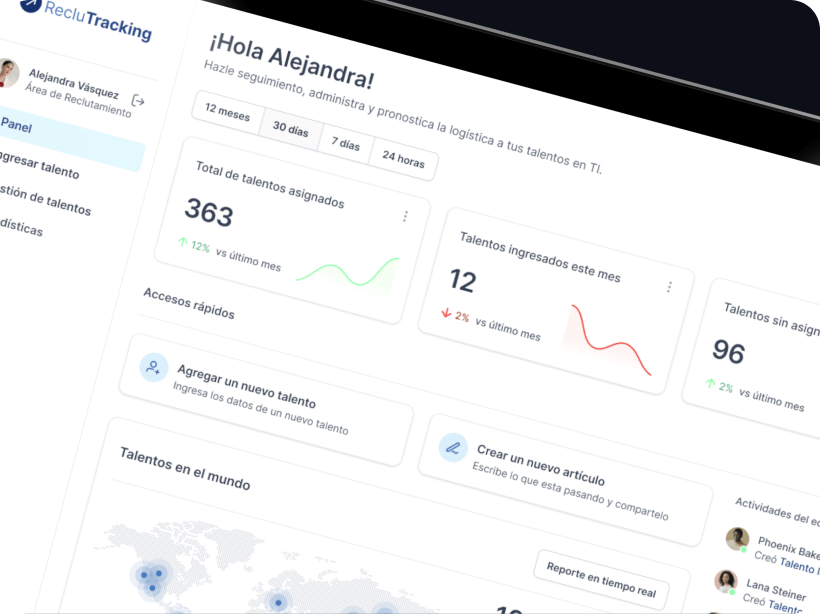 RecluTracking
Alejandra Vásquez
Área de Reclutamiento
Panel
ngresar talento
stión de talentos
dísticas
¡Hola Alejandra!
Hazle seguimiento, administra y pronostica la logística a tus talentos en TI.
12 meses
30 días
7 días
24 horas
Total de talentos asignados
363
12% vs último mes
Talentos ingresados este mes
12
2% vs último mes
Talentos sin asign
96
2% vs último mes
Accesos rápidos
Agregar un nuevo talento
Ingresa los datos de un nuevo talento
Crear un nuevo artículo
Escribe lo que esta pasando y compartelo
Talentos en el mundo
Reporte en tiempo real
Actividades del e
Phoenix Bake
Creó Talento
Lana Steiner
Creó Talent